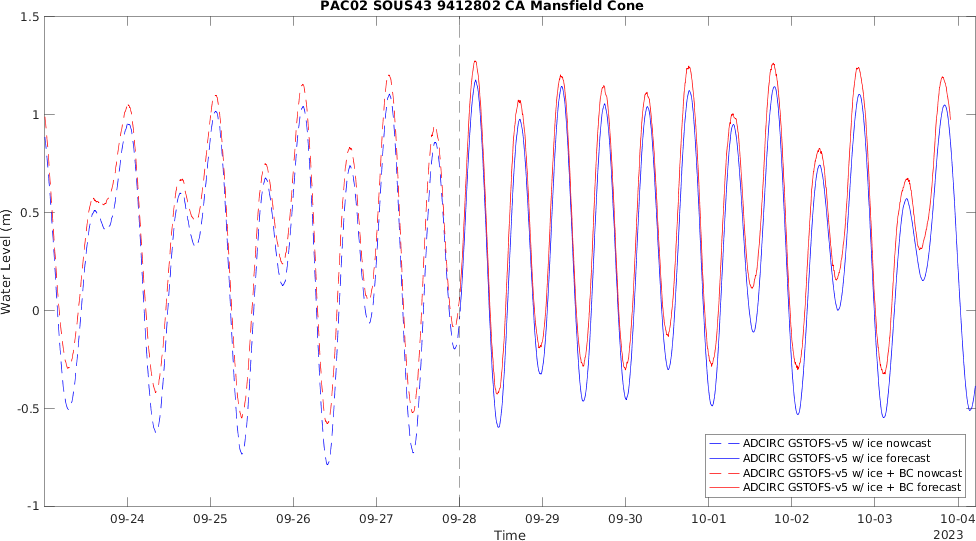 PAC02 SOUS43 9412802 CA Mansfield Cone
1.5
1
0.5
0
-0.5
-1
Water Level (m)
ADCIRC GSTOFS-v5 w/ ice nowcast
ADCIRC GSTOFS-v5 w/ ice forecast
ADCIRC GSTOFS-v5 w/ ice + BC nowcast
ADCIRC GSTOFS-v5 w/ ice + BC forecast
09-24 09-25 09-26 09-27 09-28 09-29 09-30 10-01 10-02 10-03 10-04
Time
2023